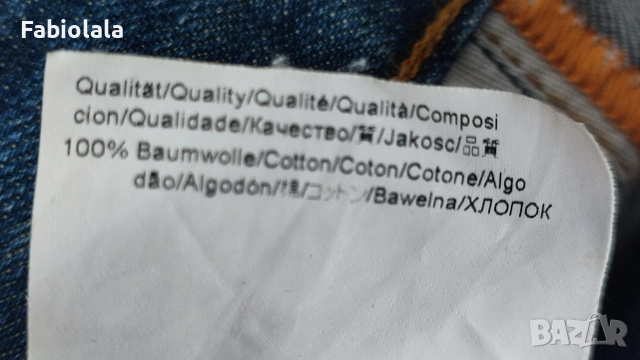 Fabiolala
Qualität/Quality/Qualité/Qualità/Composi
cion/Qualidade/Качество/質/Jakosc/品質
100% Baumwolle/Cotton/Coton/Cotone/Algo
dão/Algodón/棉/コットン/Bawelna/ХЛОПОК
BAZAR